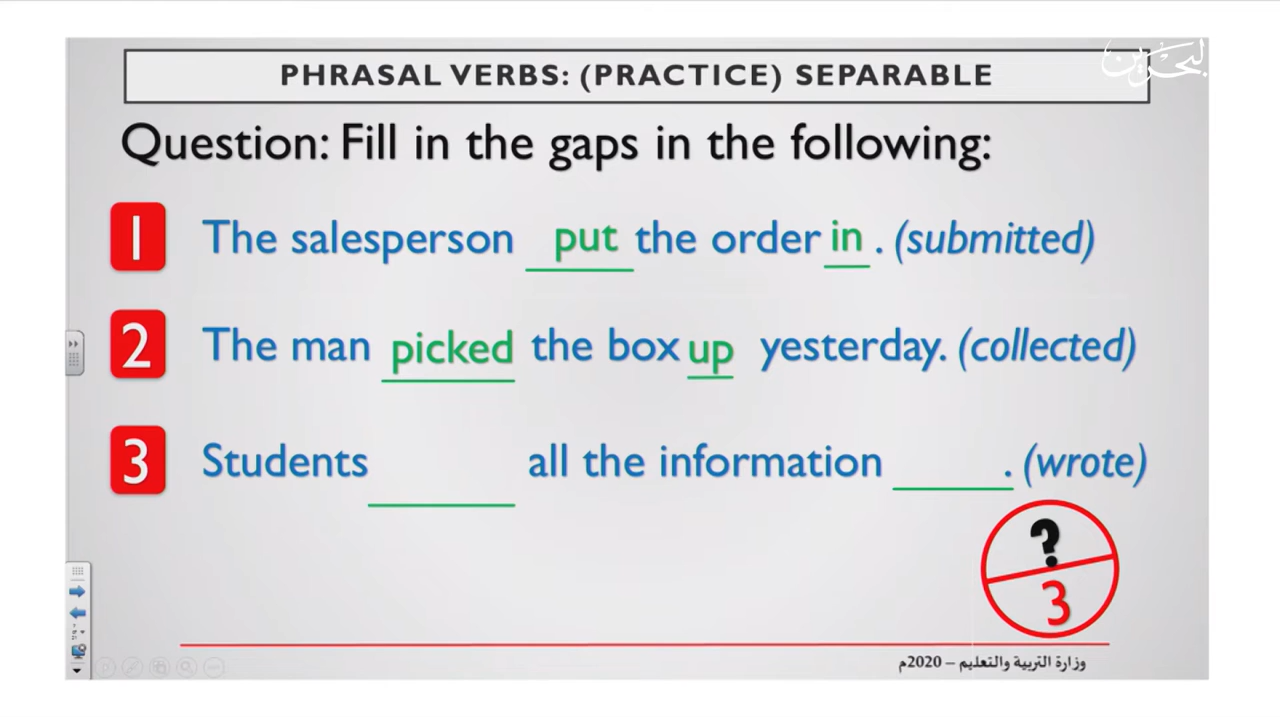 البحرين
PHRASAL VERBS: (PRACTICE) SEPARABLE
Question: Fill in the gaps in the following:
1 The salesperson put the order in . (submitted)
2 The man picked the box up yesterday. (collected)
3 Students all the information . (wrote)
?
3
وزارة التربية والتعليم – 2020م